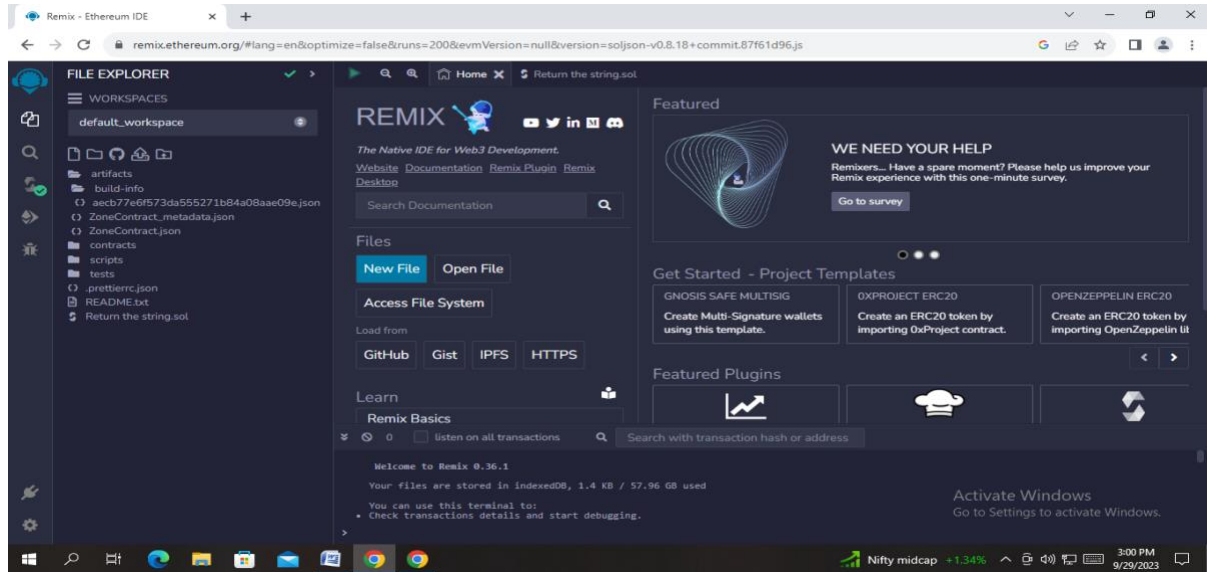 Remix - Ethereum IDE
remix.ethereum.org/#lang=en&optimize=false&runs=200&evmVersion=null&version=soljson-v0.8.18+commit.87f61d96.js
FILE EXPLORER
WORKSPACES
default_workspace
artifacts
build-info
aecb77e6f573da555271b84a08aae09e.json
ZoneContract_metadata.json
ZoneContract.json
contracts
scripts
tests
.prettierrc.json
README.txt
Return the string.sol
Home
Return the string.sol
REMIX
The Native IDE for Web3 Development.
Website Documentation Remix Plugin Remix
Desktop
Search Documentation
Files
New File Open File
Access File System
Load from
GitHub Gist IPFS HTTPS
Learn
Remix Basics
Featured
WE NEED YOUR HELP
Remixers... Have a spare moment? Please help us improve your
Remix experience with this one-minute
survey.
Go to survey
Get Started - Project Templates
GNOSIS SAFE MULTISIG
Create Multi-Signature wallets
using this template.
0XPROJECT ERC20
Create an ERC20 token by
importing 0xProject contract.
OPENZEPPELIN ERC20
Create an ERC20 token by
importing OpenZeppelin lib
Featured Plugins
0 listen on all transactions
Search with transaction hash or address
Welcome to Remix 0.36.1
Your files are stored in indexedDB, 1.4 KB / 57.96 GB used
You can use this terminal to:
• Check transactions details and start debugging.
>
Activate Windows
Go to Settings to activate Windows.
Nifty midcap +1.34%
3:00 PM
9/29/2023